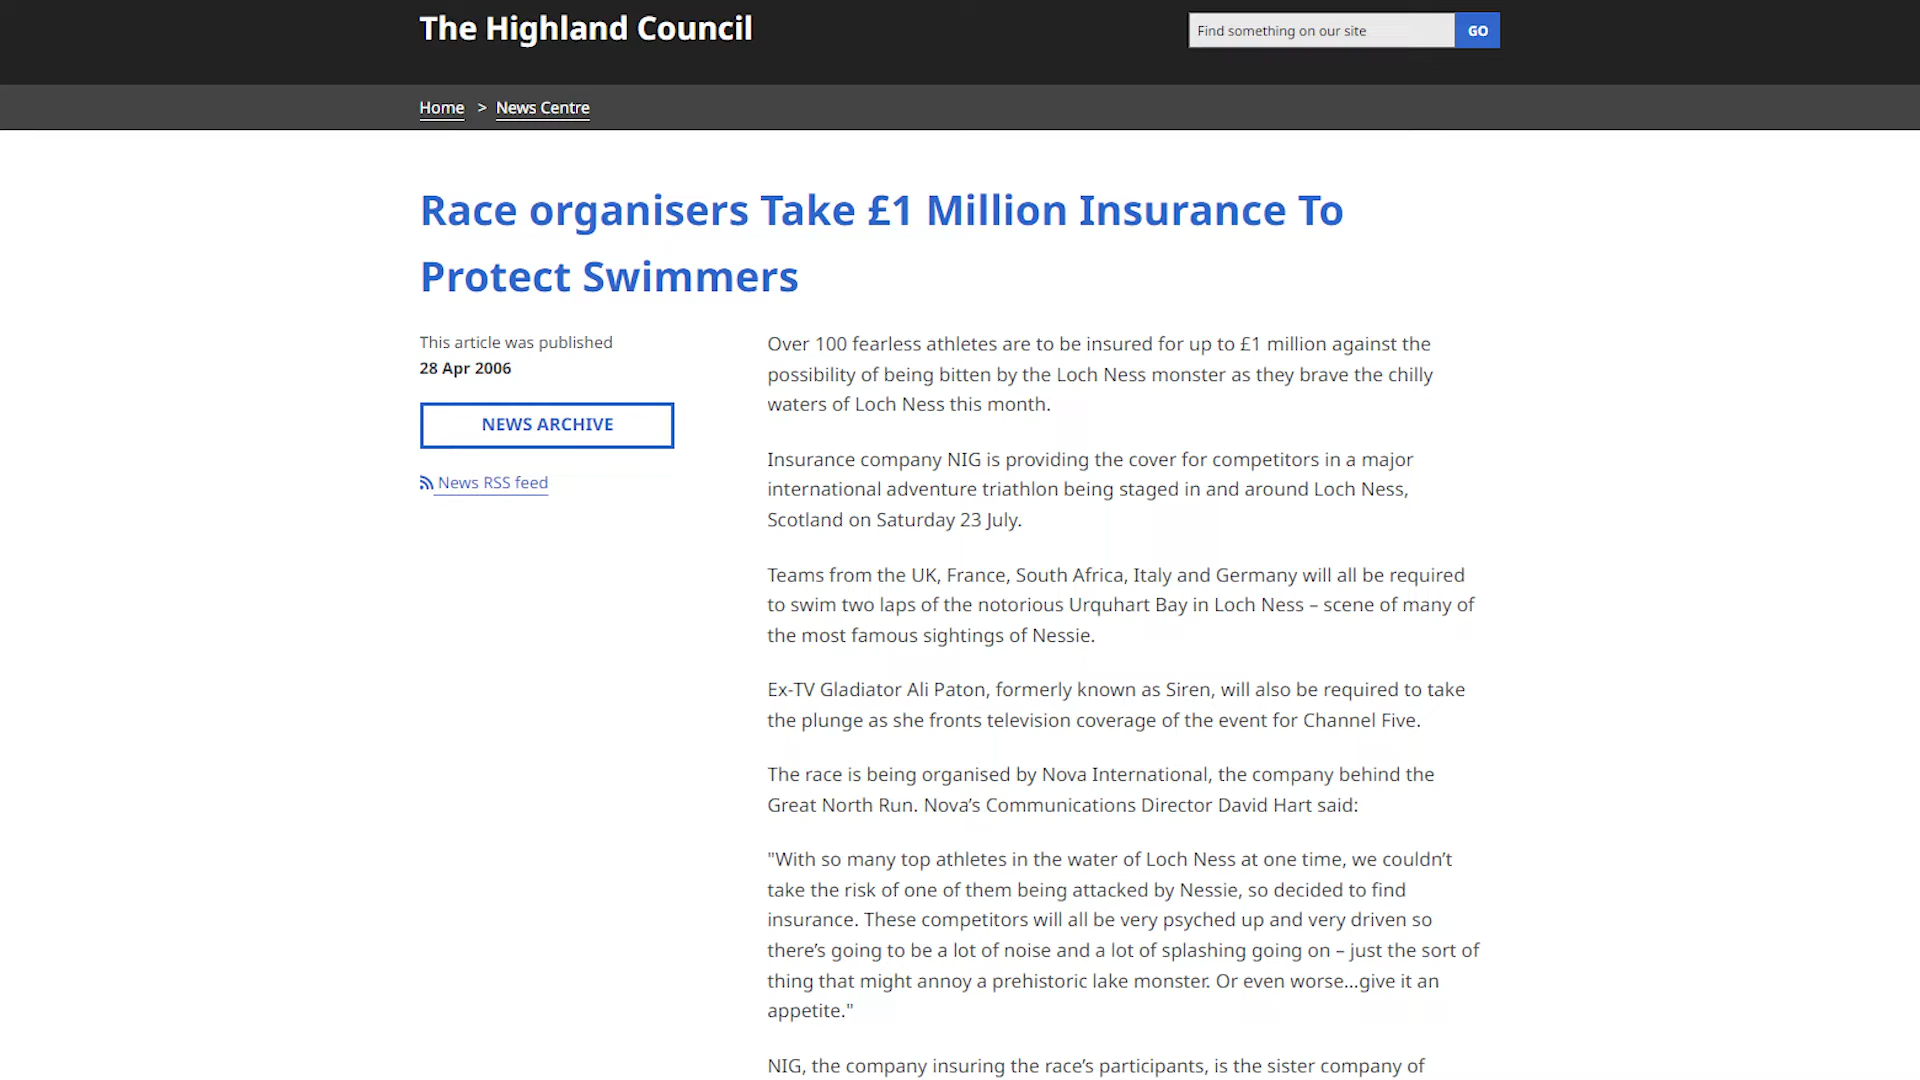 The Highland Council
Find something on our site
GO
Home > News Centre
Race organisers Take £1 Million Insurance To
Protect Swimmers
This article was published
28 Apr 2006
NEWS ARCHIVE
News RSS feed
Over 100 fearless athletes are to be insured for up to £1 million against the
possibility of being bitten by the Loch Ness monster as they brave the chilly
waters of Loch Ness this month.
Insurance company NIG is providing the cover for competitors in a major
international adventure triathlon being staged in and around Loch Ness,
Scotland on Saturday 23 July.
Teams from the UK, France, South Africa, Italy and Germany will all be required
to swim two laps of the notorious Urquhart Bay in Loch Ness – scene of many of
the most famous sightings of Nessie.
Ex-TV Gladiator Ali Paton, formerly known as Siren, will also be required to take
the plunge as she fronts television coverage of the event for Channel Five.
The race is being organised by Nova International, the company behind the
Great North Run. Nova’s Communications Director David Hart said:
"With so many top athletes in the water of Loch Ness at one time, we couldn’t
take the risk of one of them being attacked by Nessie, so decided to find
insurance. These competitors will all be very psyched up and very driven so
there’s going to be a lot of noise and a lot of splashing going on – just the sort of
thing that might annoy a prehistoric lake monster. Or even worse…give it an
appetite."
NIG, the company insuring the race’s participants, is the sister company of